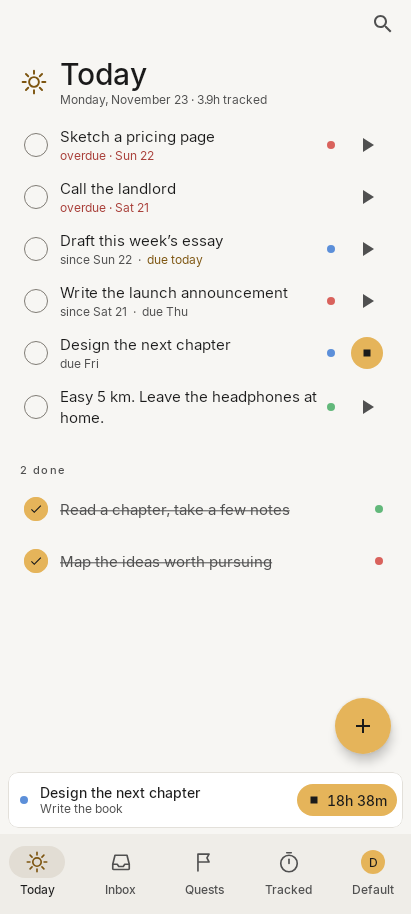 Today
Monday, November 23 · 3.9h tracked
Sketch a pricing page
overdue · Sun 22
Call the landlord
overdue · Sat 21
Draft this week’s essay
since Sun 22 · due today
Write the launch announcement
since Sat 21 · due Thu
Design the next chapter
due Fri
Easy 5 km. Leave the headphones at
home.
2 done
Read a chapter, take a few notes
Map the ideas worth pursuing
Design the next chapter
Write the book
18h 38m
D
Today
Inbox
Quests
Tracked
Default